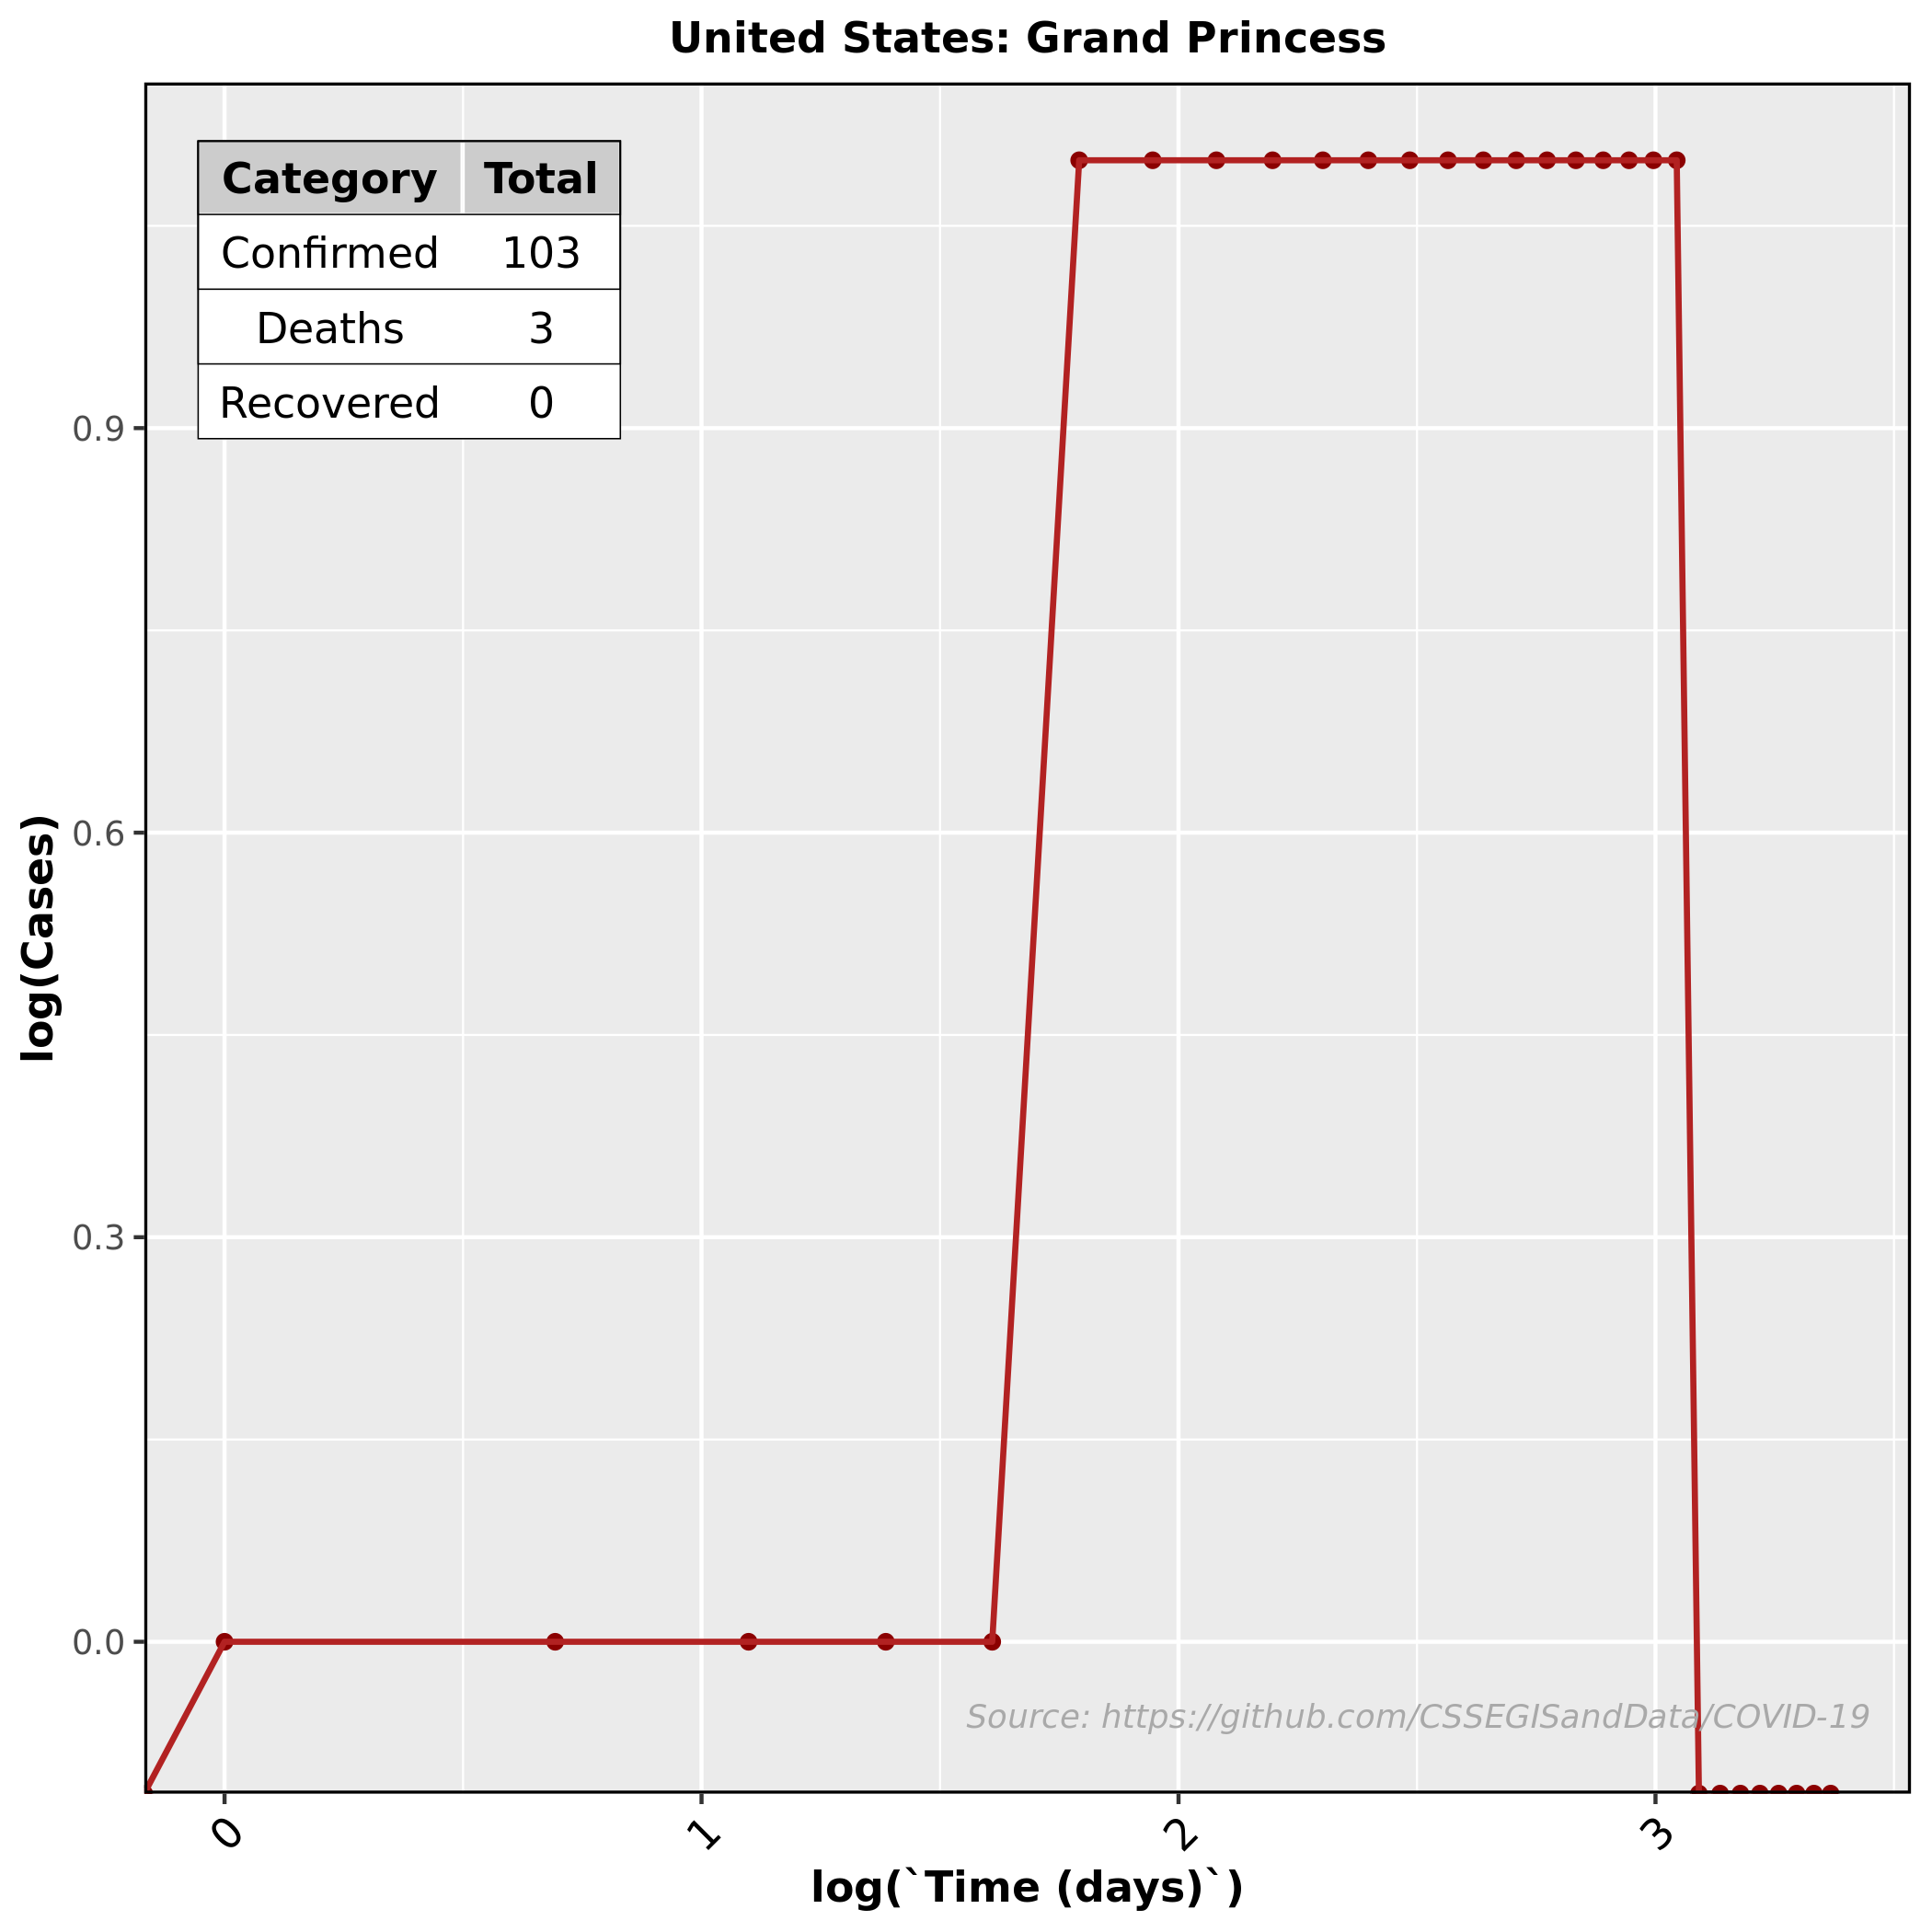 United States: Grand Princess
Category Total
Confirmed 103
Deaths 3
Recovered 0
0.9
0.6
0.3
0.0
log(Cases)
Source: https://github.com/CSSEGISandData/COVID-19
0 1 2 3
log(`Time (days)`)